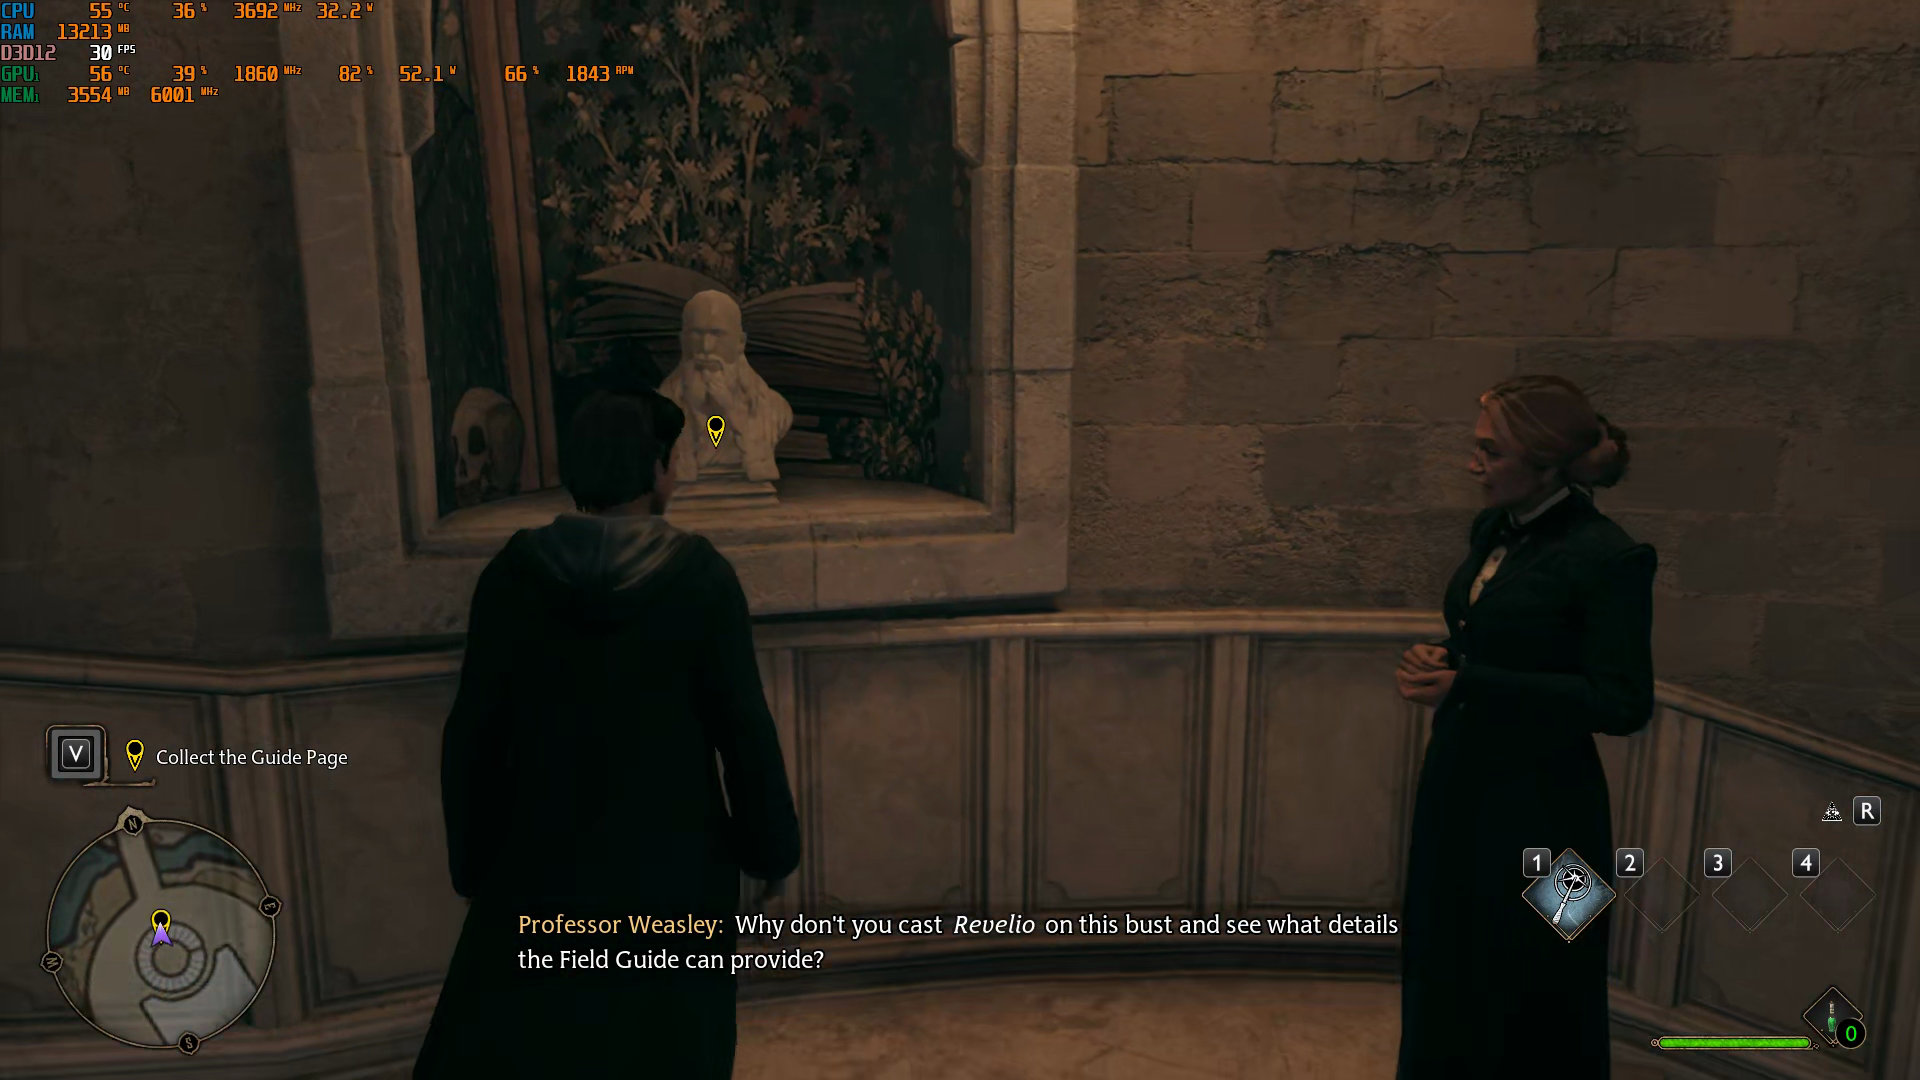 CPU 55 °C 36 % 3692 MHz 32.2 W
RAM 13213 MB
D3D12 30 FPS
GPU1 56 °C 39 % 1860 MHz 82 % 52.1 W 66 % 1843 RPM
MEM1 3554 MB 6001 MHz
V Collect the Guide Page
R
1 2 3 4
N
E
W
S
Professor Weasley: Why don't you cast Revelio on this bust and see what details
the Field Guide can provide?
0